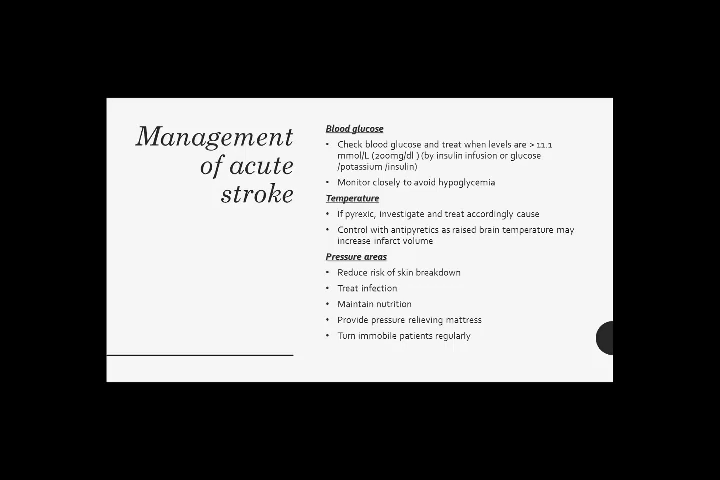 Management
of acute
stroke
Blood glucose
• Check blood glucose and treat when levels are > 11.1
mmol/L (200mg/dl ) (by insulin infusion or glucose
/potassium /insulin)
• Monitor closely to avoid hypoglycemia
Temperature
• If pyrexic, investigate and treat accordingly cause
• Control with antipyretics as raised brain temperature may
increase infarct volume
Pressure areas
• Reduce risk of skin breakdown
• Treat infection
• Maintain nutrition
• Provide pressure relieving mattress
• Turn immobile patients regularly